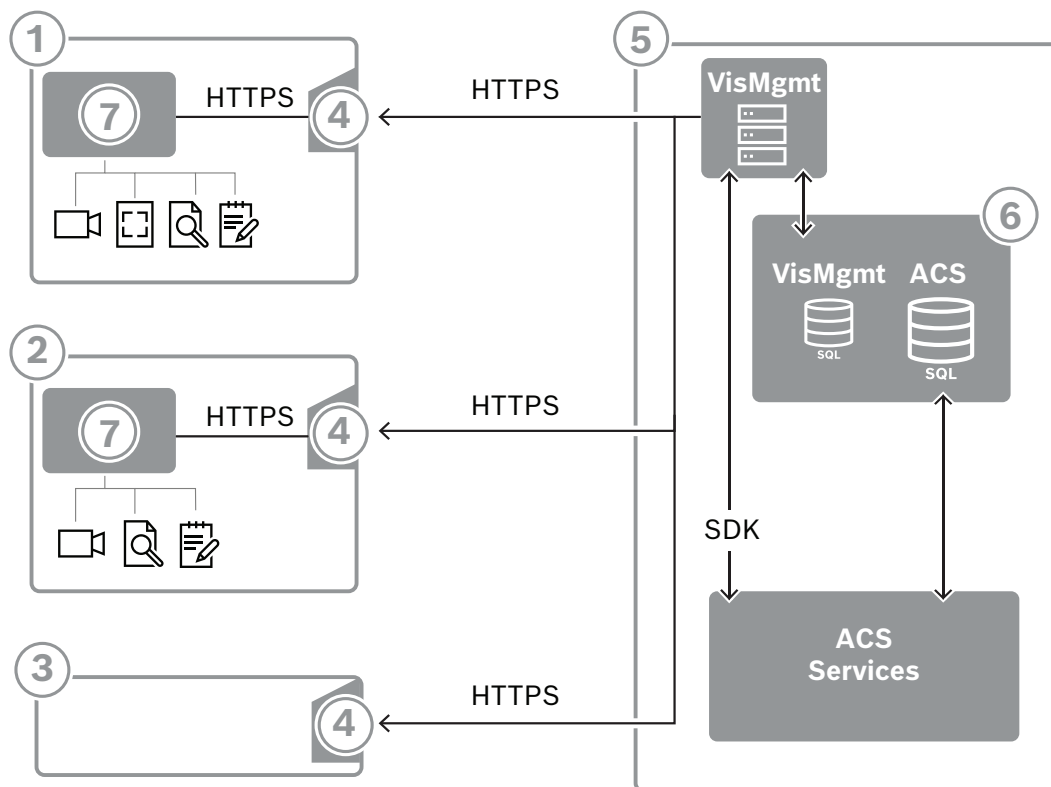 1
5
VisMgmt
7
HTTPS
4
HTTPS
6
VisMgmt
ACS
SQL
SQL
2
7
HTTPS
4
HTTPS
SDK
ACS
Services
3
4
HTTPS